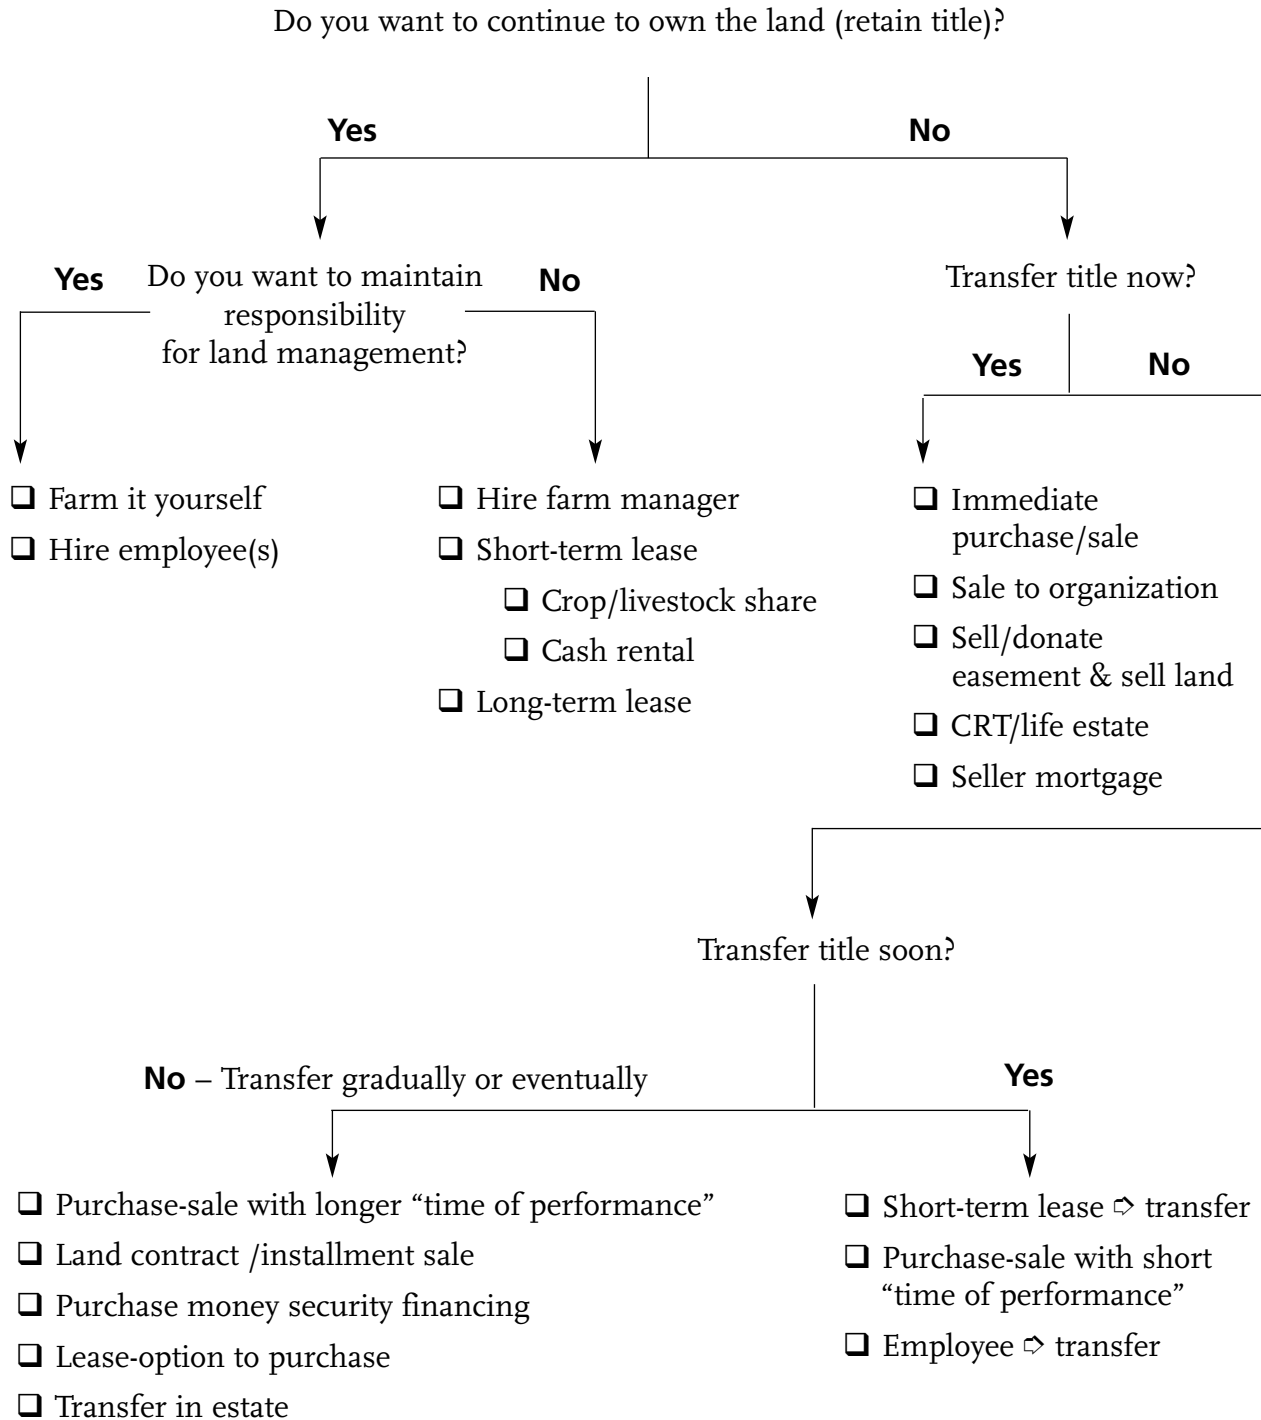 Do you want to continue to own the land (retain title)?
Yes
No
Yes
Do you want to maintain
responsibility
for land management?
No
Transfer title now?
Yes
No
❑ Farm it yourself
❑ Hire employee(s)
❑ Hire farm manager
❑ Short-term lease
❑ Crop/livestock share
❑ Cash rental
❑ Long-term lease
❑ Immediate
purchase/sale
❑ Sale to organization
❑ Sell/donate
easement & sell land
❑ CRT/life estate
❑ Seller mortgage
Transfer title soon?
No – Transfer gradually or eventually
Yes
❑ Purchase-sale with longer “time of performance”
❑ Land contract /installment sale
❑ Purchase money security financing
❑ Lease-option to purchase
❑ Transfer in estate
❑ Short-term lease ➪ transfer
❑ Purchase-sale with short
“time of performance”
❑ Employee ➪ transfer